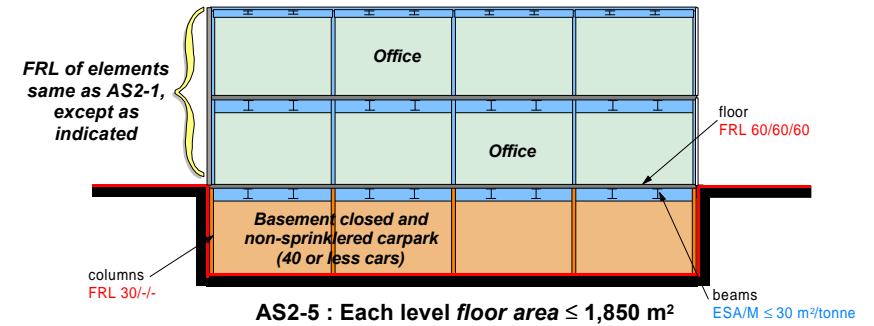 Office
FRL of elements
same as AS2-1,
except as
indicated
floor
FRL 60/60/60
Office
Basement closed and
non-sprinklered carpark
(40 or less cars)
columns
FRL 30/-/-
beams
ESA/M ≤ 30 m²/tonne
AS2-5 : Each level floor area ≤ 1,850 m²